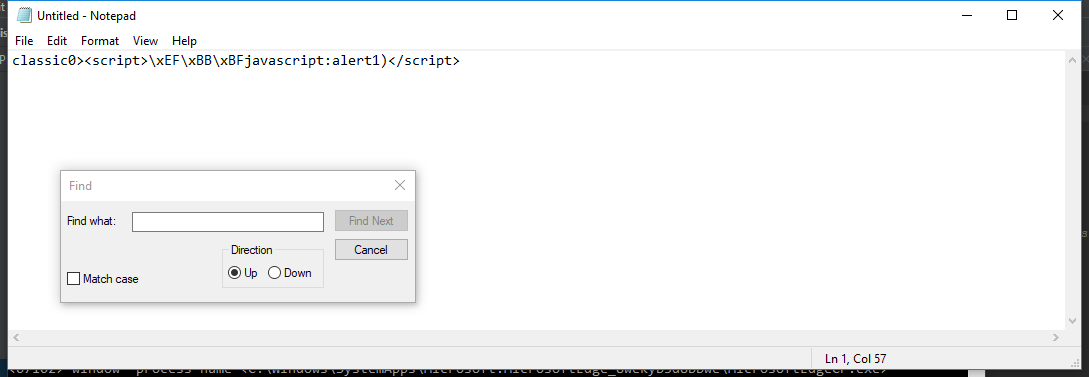 Untitled - Notepad
File Edit Format View Help
classic0><script>\xEF\xBB\xBFjavascript:alert1)</script>
Find
Find what:
Find Next
Direction
Cancel
Up Down
Match case
Ln 1, Col 57